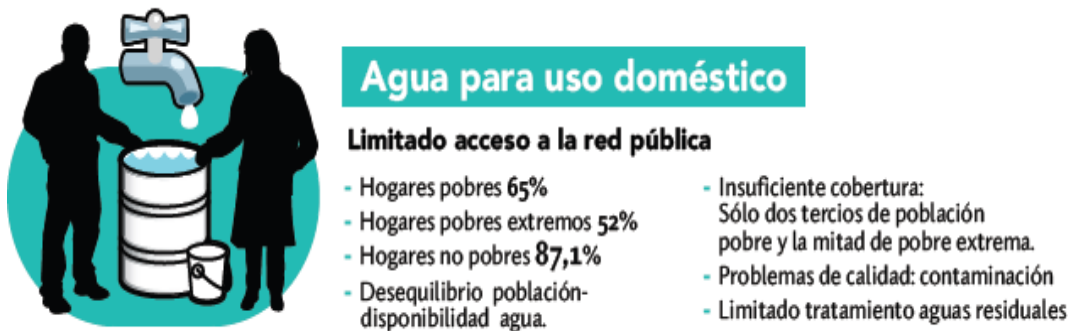 Agua para uso doméstico
Limitado acceso a la red pública
- Hogares pobres 65%
- Hogares pobres extremos 52%
- Hogares no pobres 87,1%
- Desequilibrio población-
disponibilidad agua.
- Insuficiente cobertura:
Sólo dos tercios de población
pobre y la mitad de pobre extrema.
- Problemas de calidad: contaminación
- Limitado tratamiento aguas residuales